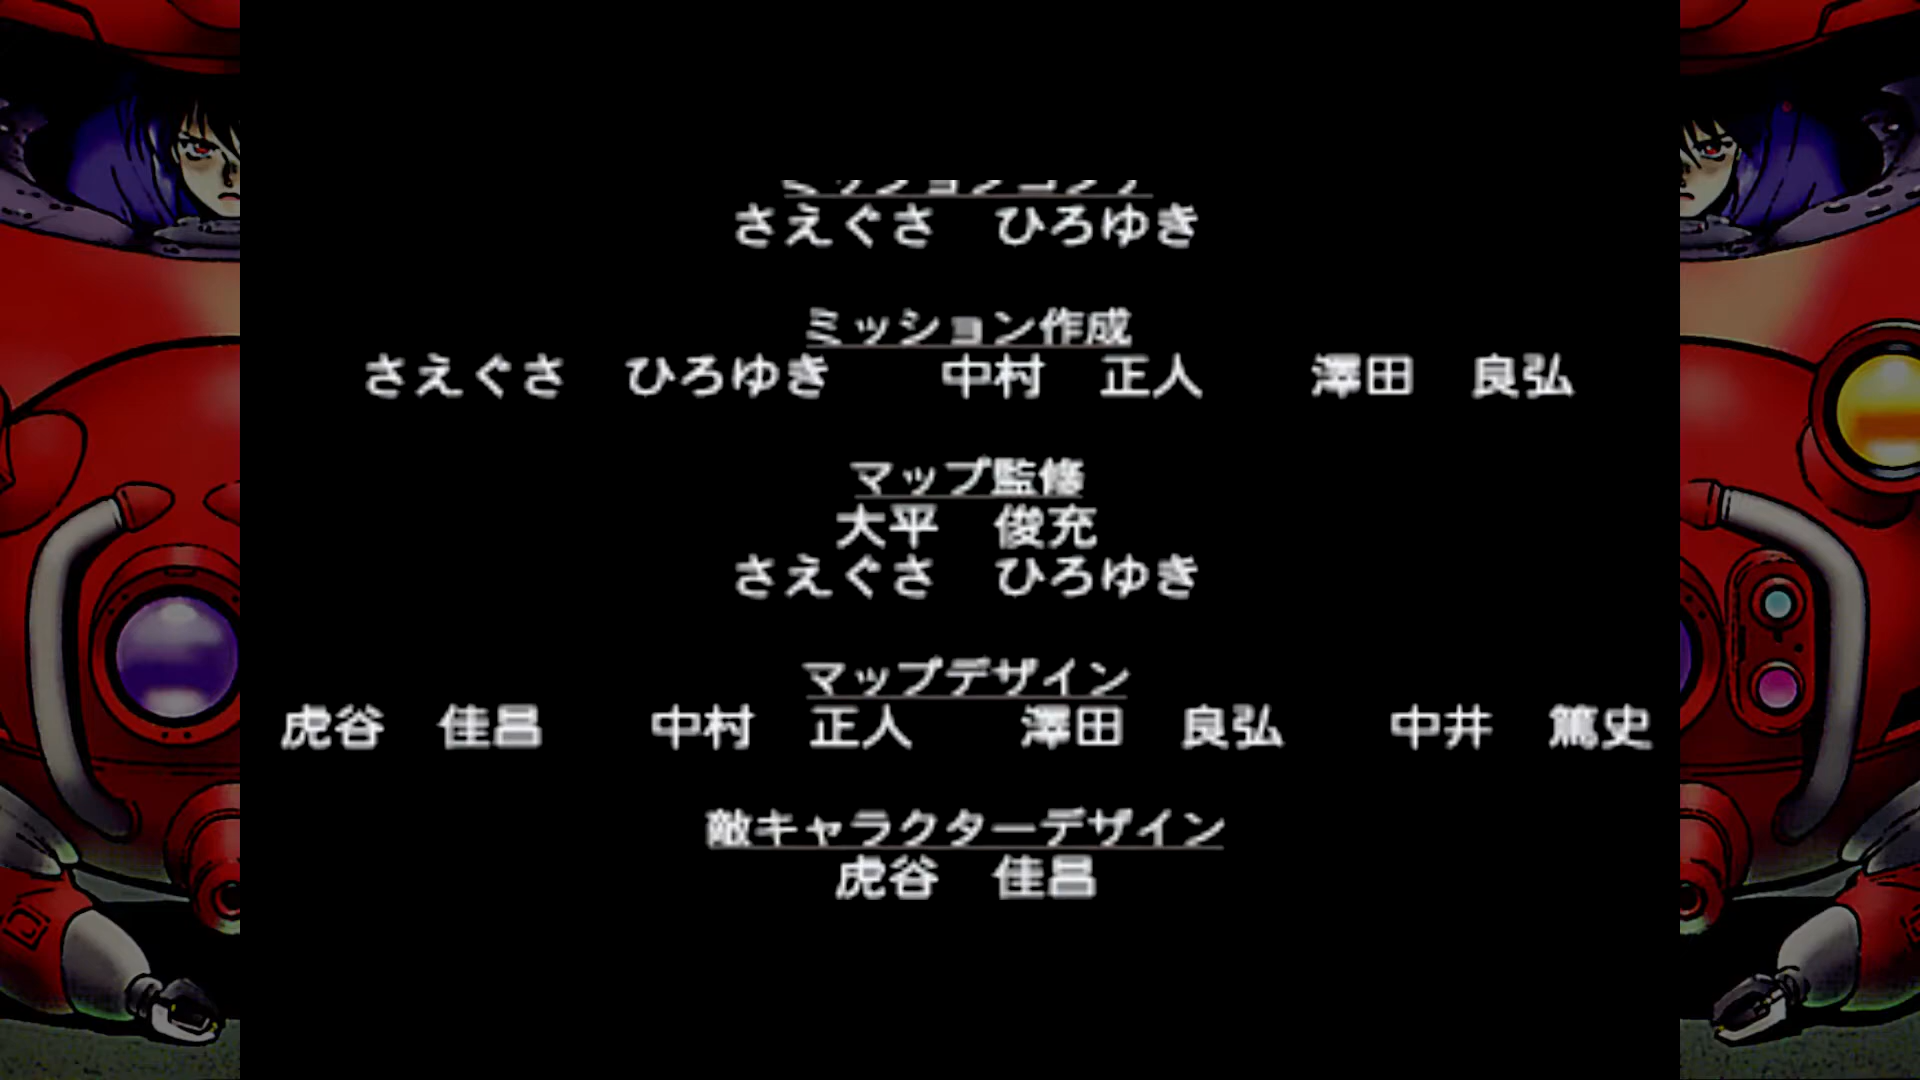 さえぐさ　ひろゆき
ミッション作成
さえぐさ　ひろゆき　　中村　正人　　澤田　良弘
マップ監修
大平　俊充
さえぐさ　ひろゆき
マップデザイン
虎谷　佳昌　　中村　正人　　澤田　良弘　　中井　篤史
敵キャラクターデザイン
虎谷　佳昌